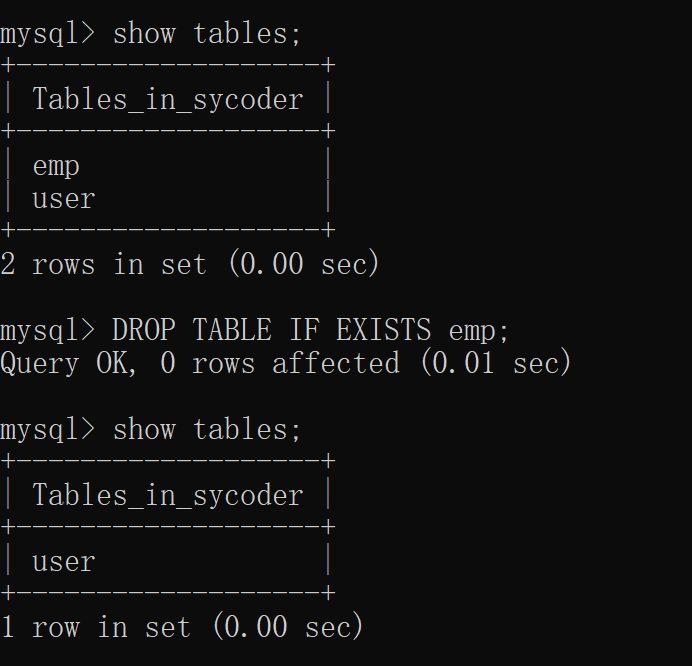 mysql> show tables;
+-------------------+
| Tables_in_sycoder |
+-------------------+
| emp               |
| user              |
+-------------------+
2 rows in set (0.00 sec)
mysql> DROP TABLE IF EXISTS emp;
Query OK, 0 rows affected (0.01 sec)
mysql> show tables;
+-------------------+
| Tables_in_sycoder |
+-------------------+
| user              |
+-------------------+
1 row in set (0.00 sec)